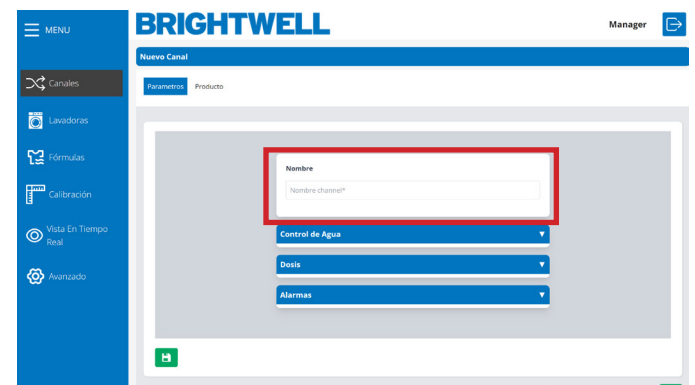 MENU
BRIGHTWELL
Manager
Nuevo Canal
Canales
Parametros Producto
Lavadoras
Fórmulas
Nombre
Nombre channel*
Calibración
Control de Agua
Vista En Tiempo
Real
Dosis
Avanzado
Alarmas